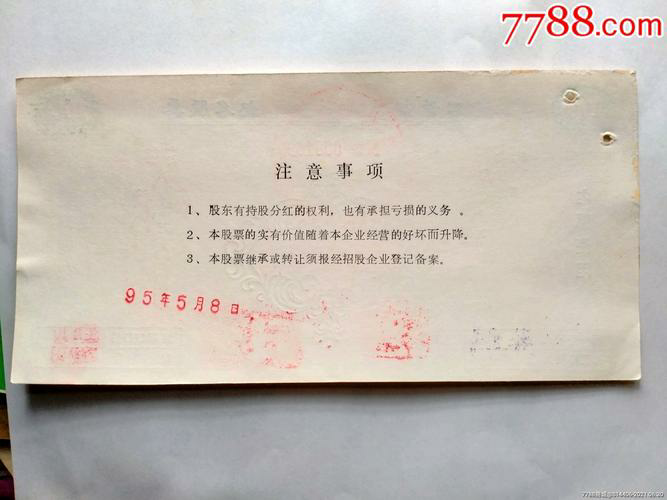 7788.com
注意事项
1、股东有持股分红的权利，也有承担亏损的义务 。
2、本股票的实有价值随着本企业经营的好坏而升降。
3、本股票继承或转让须报经招股企业登记备案。
95年5月8日